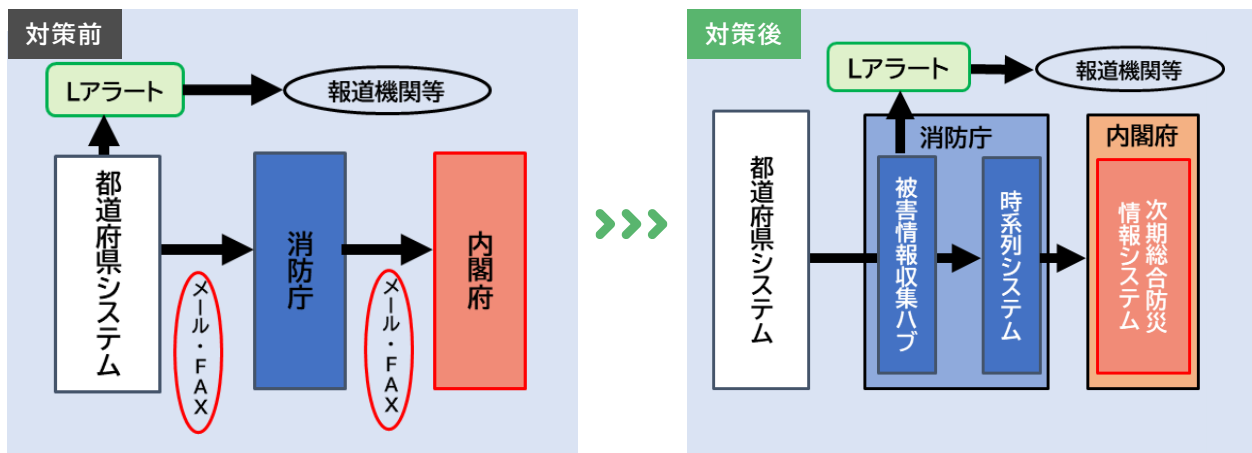 対策前
Lアラート
報道機関等
都道府県システム
メール・FAX
消防庁
メール・FAX
内閣府
対策後
Lアラート
報道機関等
都道府県システム
消防庁
被害情報収集ハブ
時系列システム
内閣府
次期総合防災
情報システム